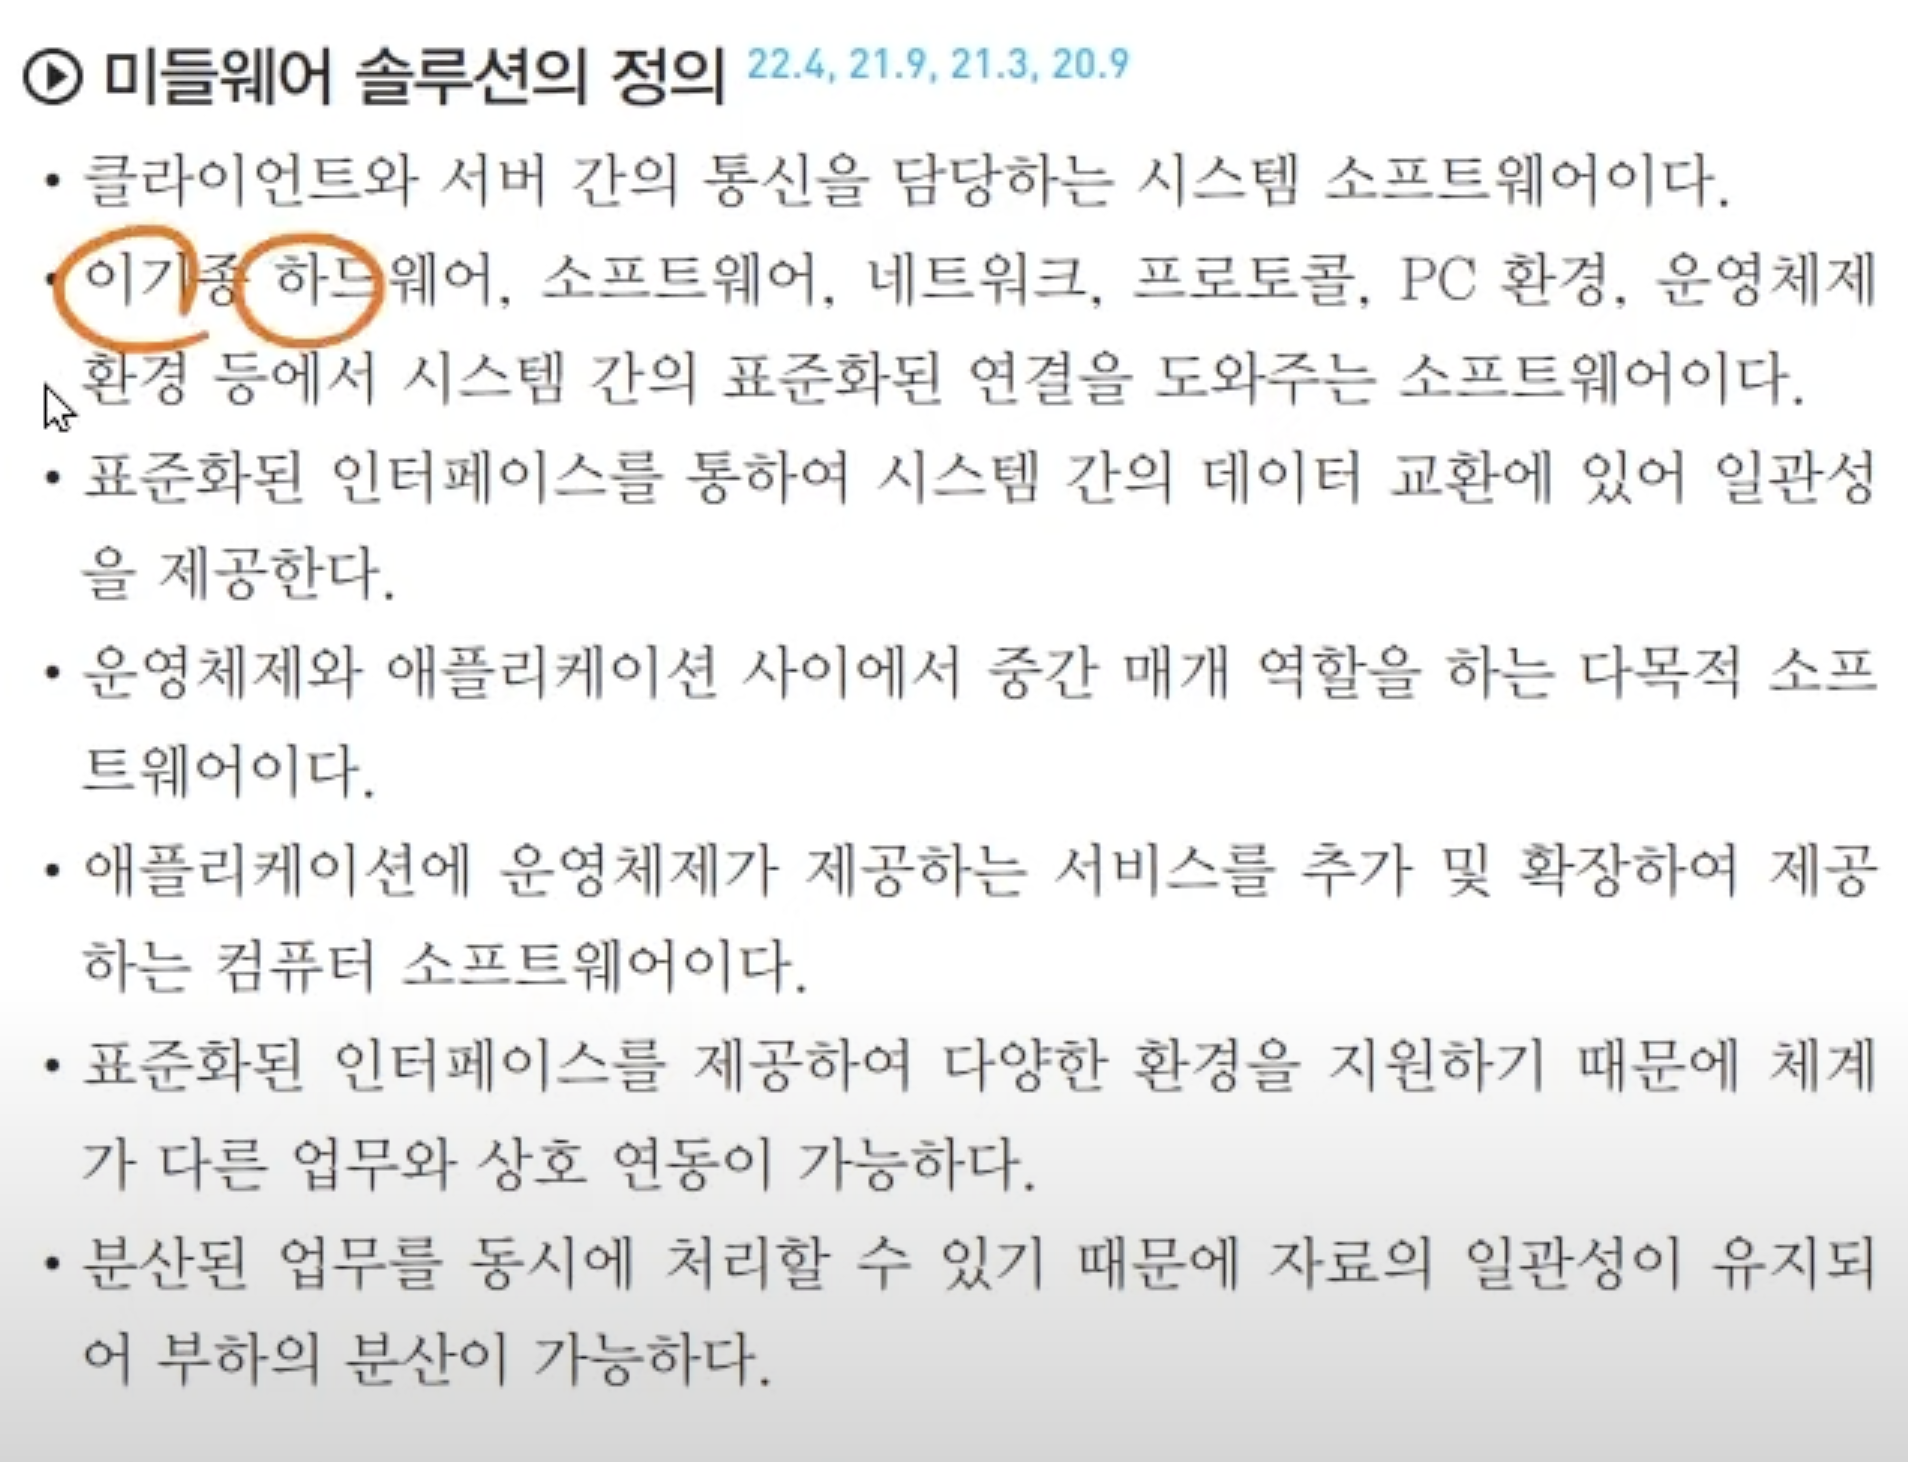 미들웨어 솔루션의 정의 22.4, 21.9, 21.3, 20.9
• 클라이언트와 서버 간의 통신을 담당하는 시스템 소프트웨어이다.
• 이기종 하드웨어, 소프트웨어, 네트워크, 프로토콜, PC 환경, 운영체제
환경 등에서 시스템 간의 표준화된 연결을 도와주는 소프트웨어이다.
• 표준화된 인터페이스를 통하여 시스템 간의 데이터 교환에 있어 일관성
을 제공한다.
• 운영체제와 애플리케이션 사이에서 중간 매개 역할을 하는 다목적 소프
트웨어이다.
• 애플리케이션에 운영체제가 제공하는 서비스를 추가 및 확장하여 제공
하는 컴퓨터 소프트웨어이다.
• 표준화된 인터페이스를 제공하여 다양한 환경을 지원하기 때문에 체계
가 다른 업무와 상호 연동이 가능하다.
• 분산된 업무를 동시에 처리할 수 있기 때문에 자료의 일관성이 유지되
어 부하의 분산이 가능하다.